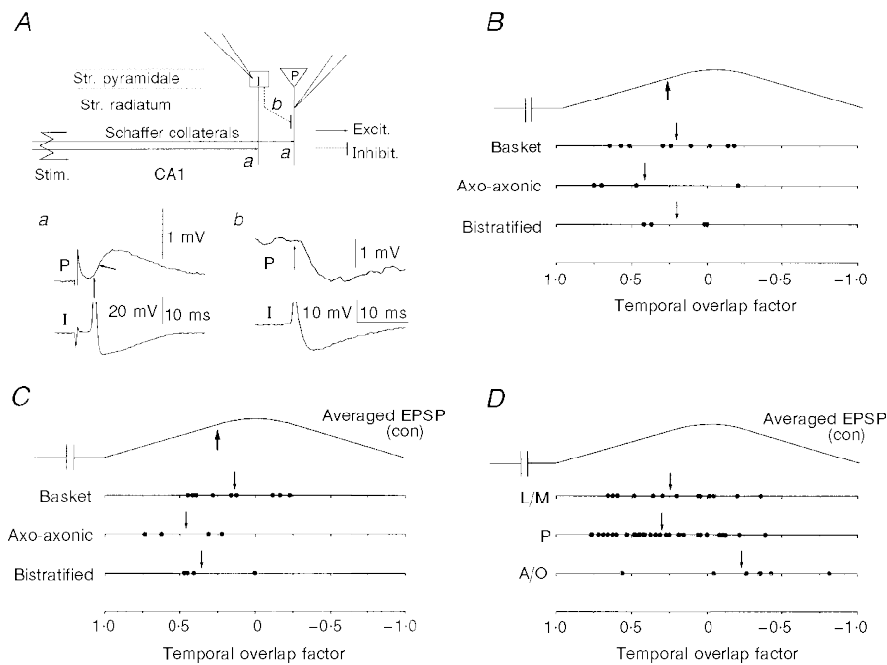 A
P
I
Str. pyramidale
Str. radiatum
b
Schaffer collaterals
Excit.
a
a
Inhibit.
Stim.
CA1
a
b
1 mV
1 mV
P
P
I
20 mV
10 ms
I
10 mV
10 ms
B
Basket
Axo-axonic
Bistratified
1·0
0·5
0
-0·5
-1·0
Temporal overlap factor
C
Averaged EPSP
(con)
Basket
Axo-axonic
Bistratified
1·0
0·5
0
-0·5
-1·0
Temporal overlap factor
D
Averaged EPSP
(con)
L/M
P
A/O
1·0
0·5
0
-0·5
-1·0
Temporal overlap factor